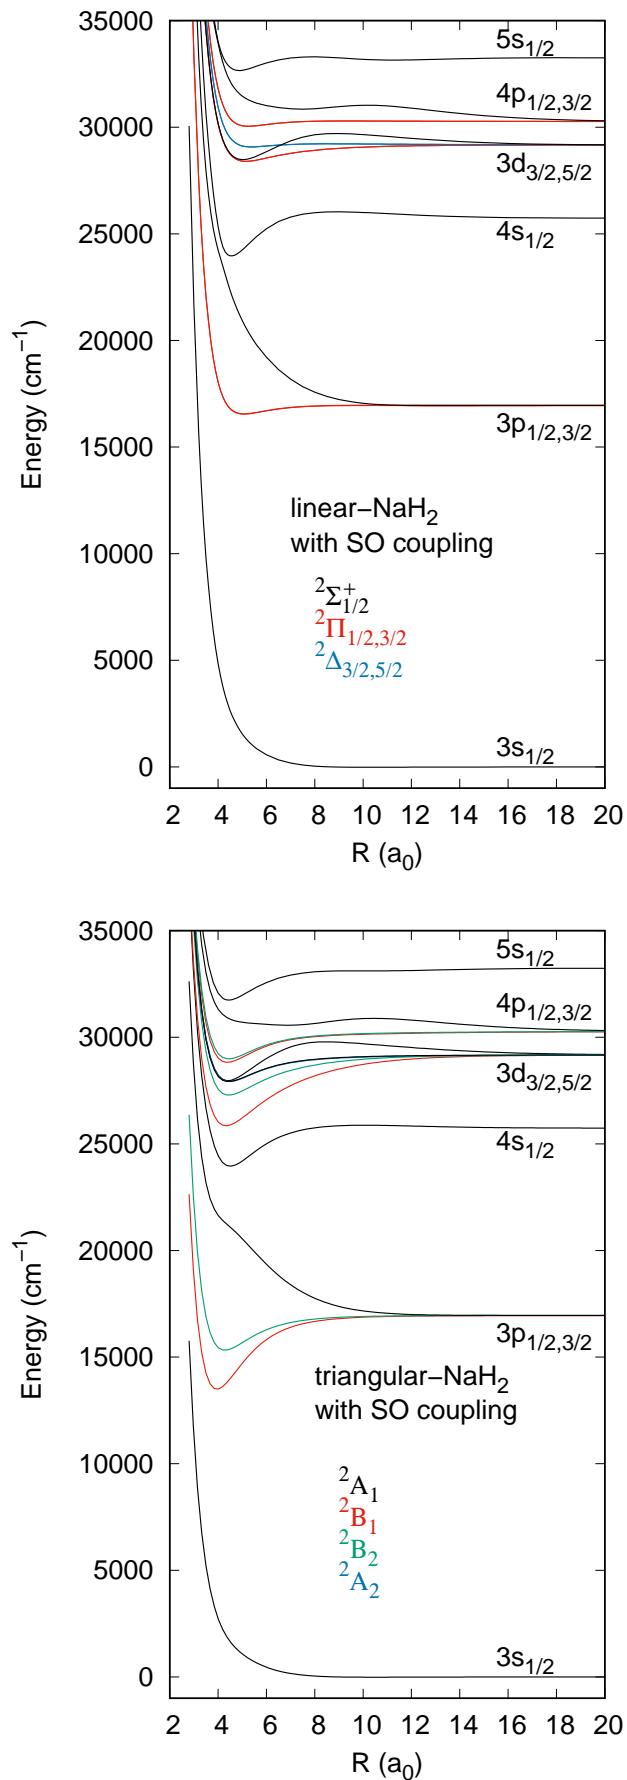 35000
30000
25000
20000
15000
10000
5000
0
Energy (cm⁻¹)
5s₁/₂
4p₁/₂,₃/₂
3d₃/₂,₅/₂
4s₁/₂
3p₁/₂,₃/₂
linear–NaH₂
with SO coupling
²Σ⁺₁/₂
²Π₁/₂,₃/₂
²Δ₃/₂,₅/₂
3s₁/₂
2 4 6 8 10 12 14 16 18 20
R (a₀)
35000
30000
25000
20000
15000
10000
5000
0
Energy (cm⁻¹)
5s₁/₂
4p₁/₂,₃/₂
3d₃/₂,₅/₂
4s₁/₂
3p₁/₂,₃/₂
triangular–NaH₂
with SO coupling
²A₁
²B₁
²B₂
²A₂
3s₁/₂
2 4 6 8 10 12 14 16 18 20
R (a₀)